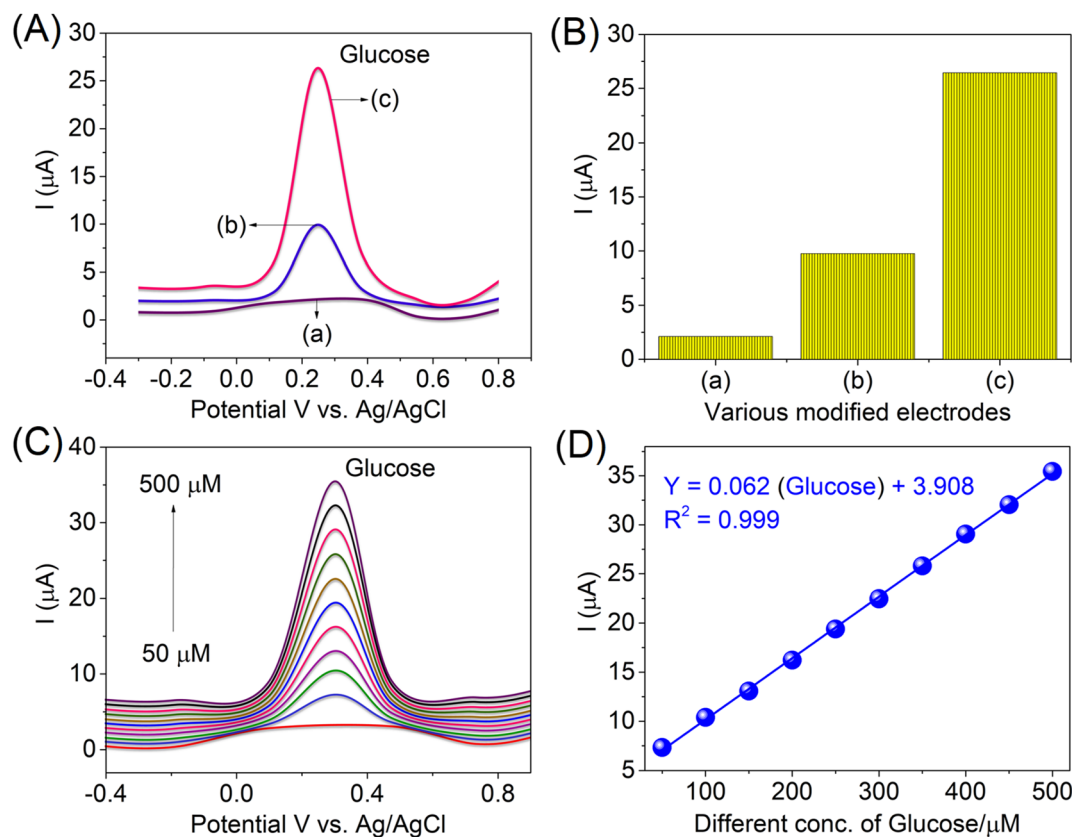 (A)
30
25
20
15
10
5
0
I (μA)
Glucose
(c)
(b)
(a)
-0.4 -0.2 0.0 0.2 0.4 0.6 0.8
Potential V vs. Ag/AgCl
(B)
30
25
20
15
10
5
0
I (μA)
(a) (b) (c)
Various modified electrodes
(C)
40
30
20
10
0
I (μA)
Glucose
500 μM
50 μM
-0.4 0.0 0.4 0.8
Potential V vs. Ag/AgCl
(D)
35
30
25
20
15
10
5
I (μA)
Y = 0.062 (Glucose) + 3.908
R² = 0.999
100 200 300 400 500
Different conc. of Glucose/μM